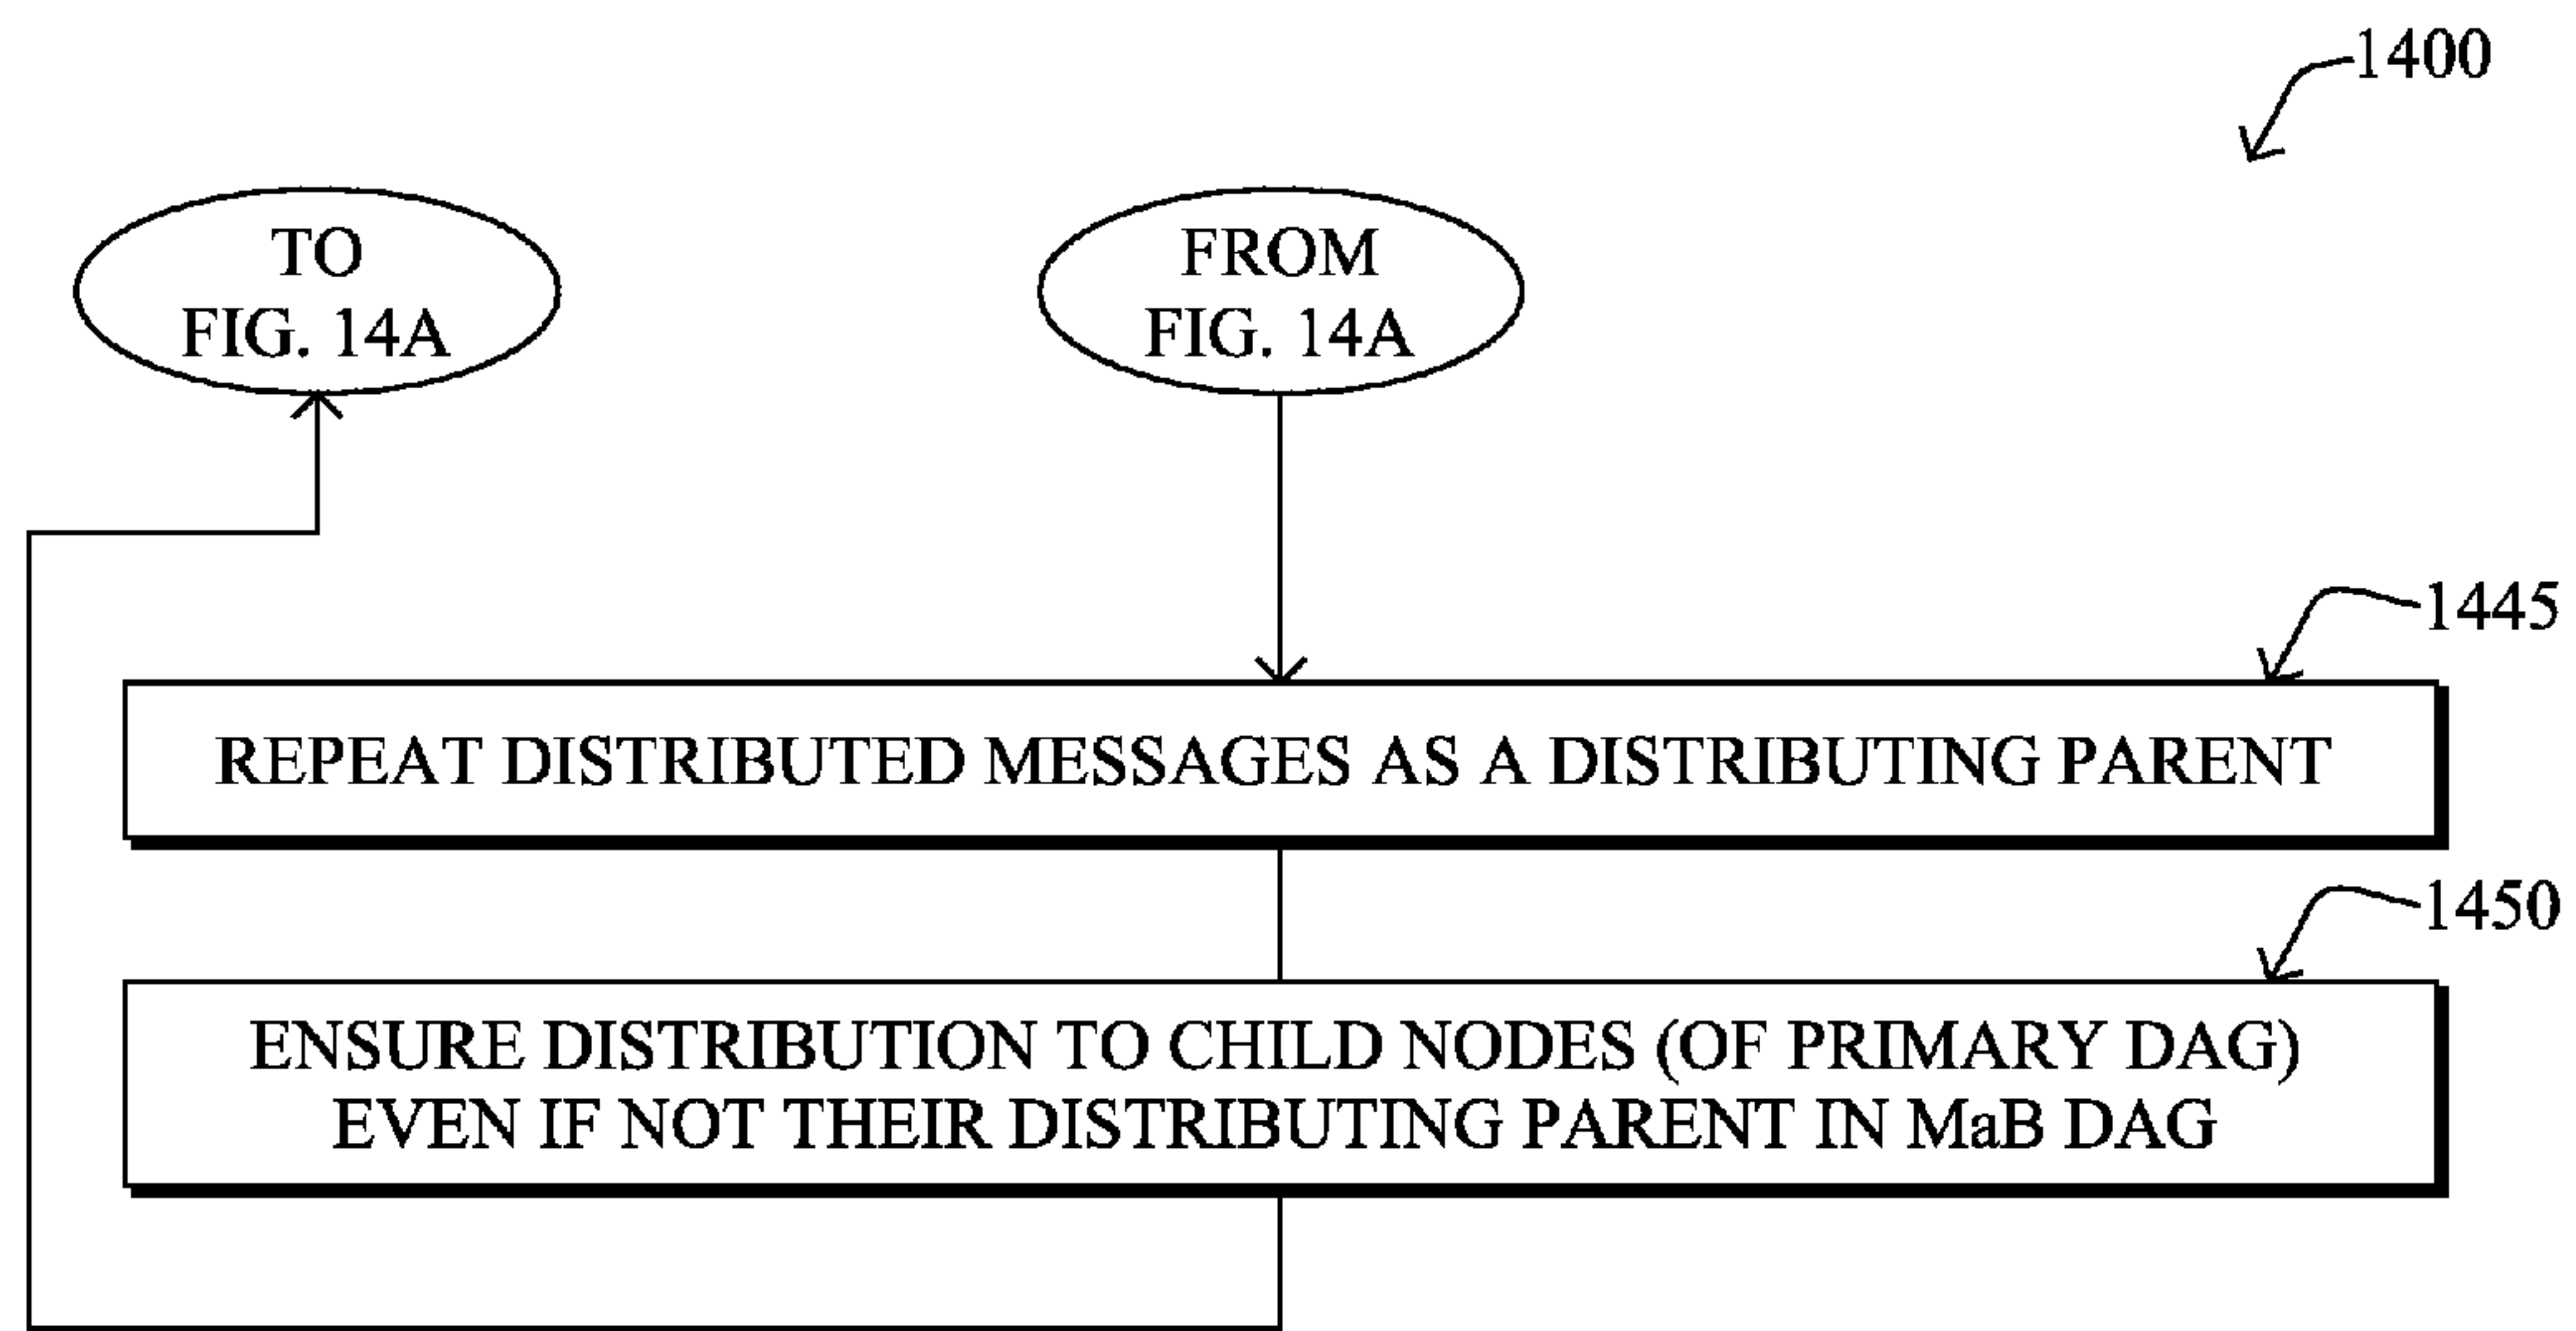 1400
TO
FIG. 14A
FROM
FIG. 14A
1445
REPEAT DISTRIBUTED MESSAGES AS A DISTRIBUTING PARENT
1450
ENSURE DISTRIBUTION TO CHILD NODES (OF PRIMARY DAG)
EVEN IF NOT THEIR DISTRIBUTING PARENT IN MaB DAG